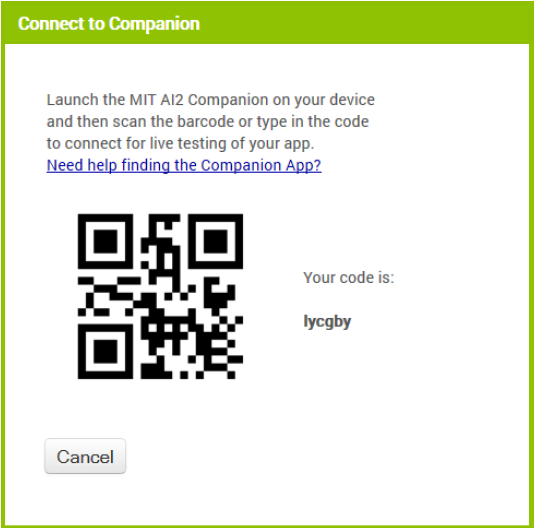 Connect to Companion
Launch the MIT AI2 Companion on your device
and then scan the barcode or type in the code
to connect for live testing of your app.
Need help finding the Companion App?
Your code is:
lycgby
Cancel